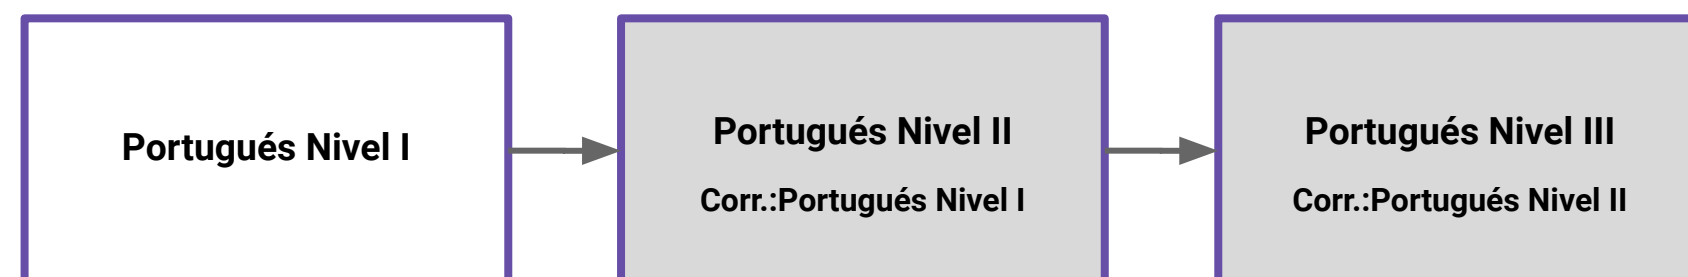 Portugués Nivel I
Portugués Nivel II
Corr.:Portugués Nivel I
Portugués Nivel III
Corr.:Portugués Nivel II